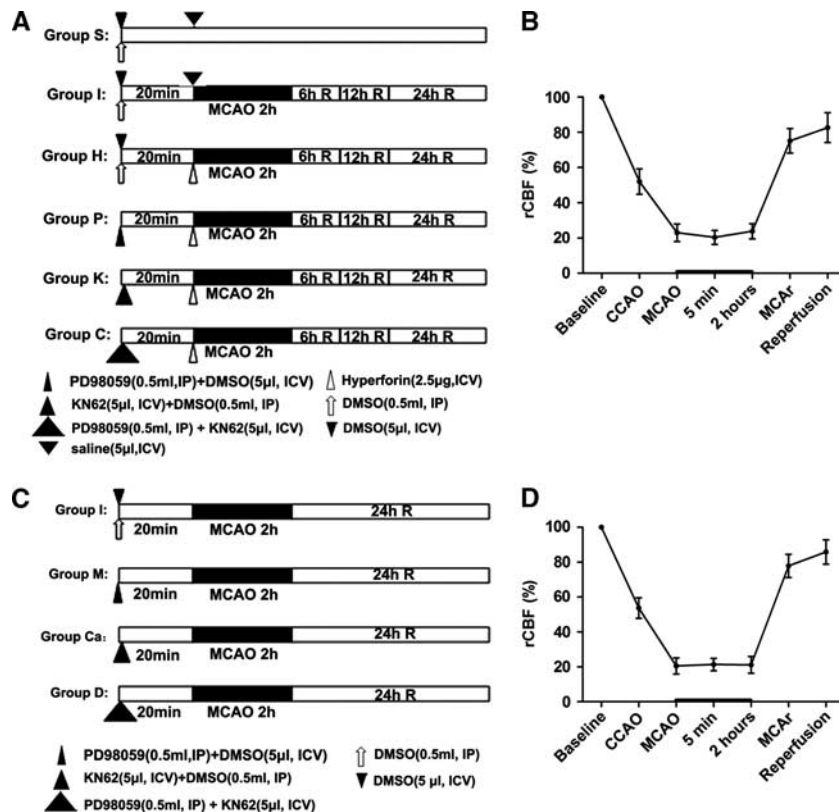 A
Group S:
Group I: 20min 6h R 12h R 24h R
MCAO 2h
Group H: 20min 6h R 12h R 24h R
MCAO 2h
Group P: 20min 6h R 12h R 24h R
MCAO 2h
Group K: 20min 6h R 12h R 24h R
MCAO 2h
Group C: 20min 6h R 12h R 24h R
MCAO 2h
PD98059(0.5ml,IP)+DMSO(5μl, ICV)
Hyperforin(2.5μg,ICV)
KN62(5μl, ICV)+DMSO(0.5ml, IP)
DMSO(0.5ml, IP)
PD98059(0.5ml, IP) + KN62(5μl, ICV)
DMSO(5μl, ICV)
saline(5μl,ICV)
B
rCBF (%)
100
80
60
40
20
0
Baseline
CCAO
MCAO
5 min
2 hours
MCAr
Reperfusion
C
Group I: 24h R
20min MCAO 2h
Group M: 24h R
20min MCAO 2h
Group Ca: 24h R
20min MCAO 2h
Group D: 24h R
20min MCAO 2h
PD98059(0.5ml,IP)+DMSO(5μl, ICV)
DMSO(0.5ml, IP)
KN62(5μl, ICV)+DMSO(0.5ml, IP)
DMSO(5 μl, ICV)
PD98059(0.5ml, IP) + KN62(5μl, ICV)
D
rCBF (%)
100
80
60
40
20
0
Baseline
CCAO
MCAO
5 min
2 hours
MCAr
Reperfusion